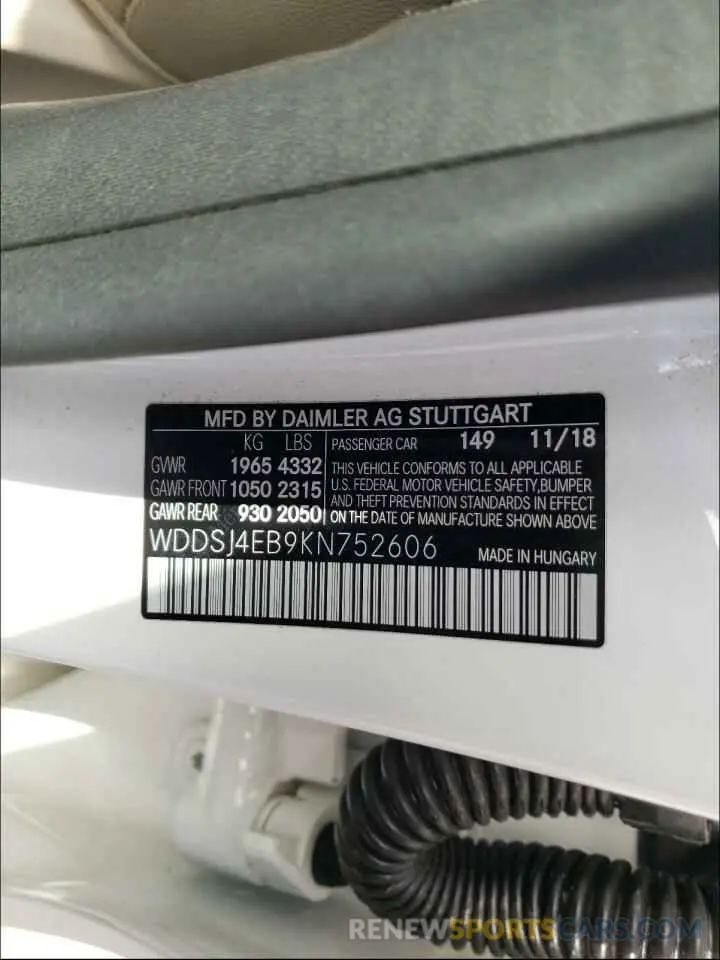 MFD BY DAIMLER AG STUTTGART
KG LBS
GVWR 1965 4332
GAWR FRONT 1050 2315
GAWR REAR 930 2050
PASSENGER CAR 149 11/18
THIS VEHICLE CONFORMS TO ALL APPLICABLE
U.S. FEDERAL MOTOR VEHICLE SAFETY, BUMPER
AND THEFT PREVENTION STANDARDS IN EFFECT
ON THE DATE OF MANUFACTURE SHOWN ABOVE
WDDSJ4EB9KN752606
MADE IN HUNGARY
RENEWSPORTSCARS.COM